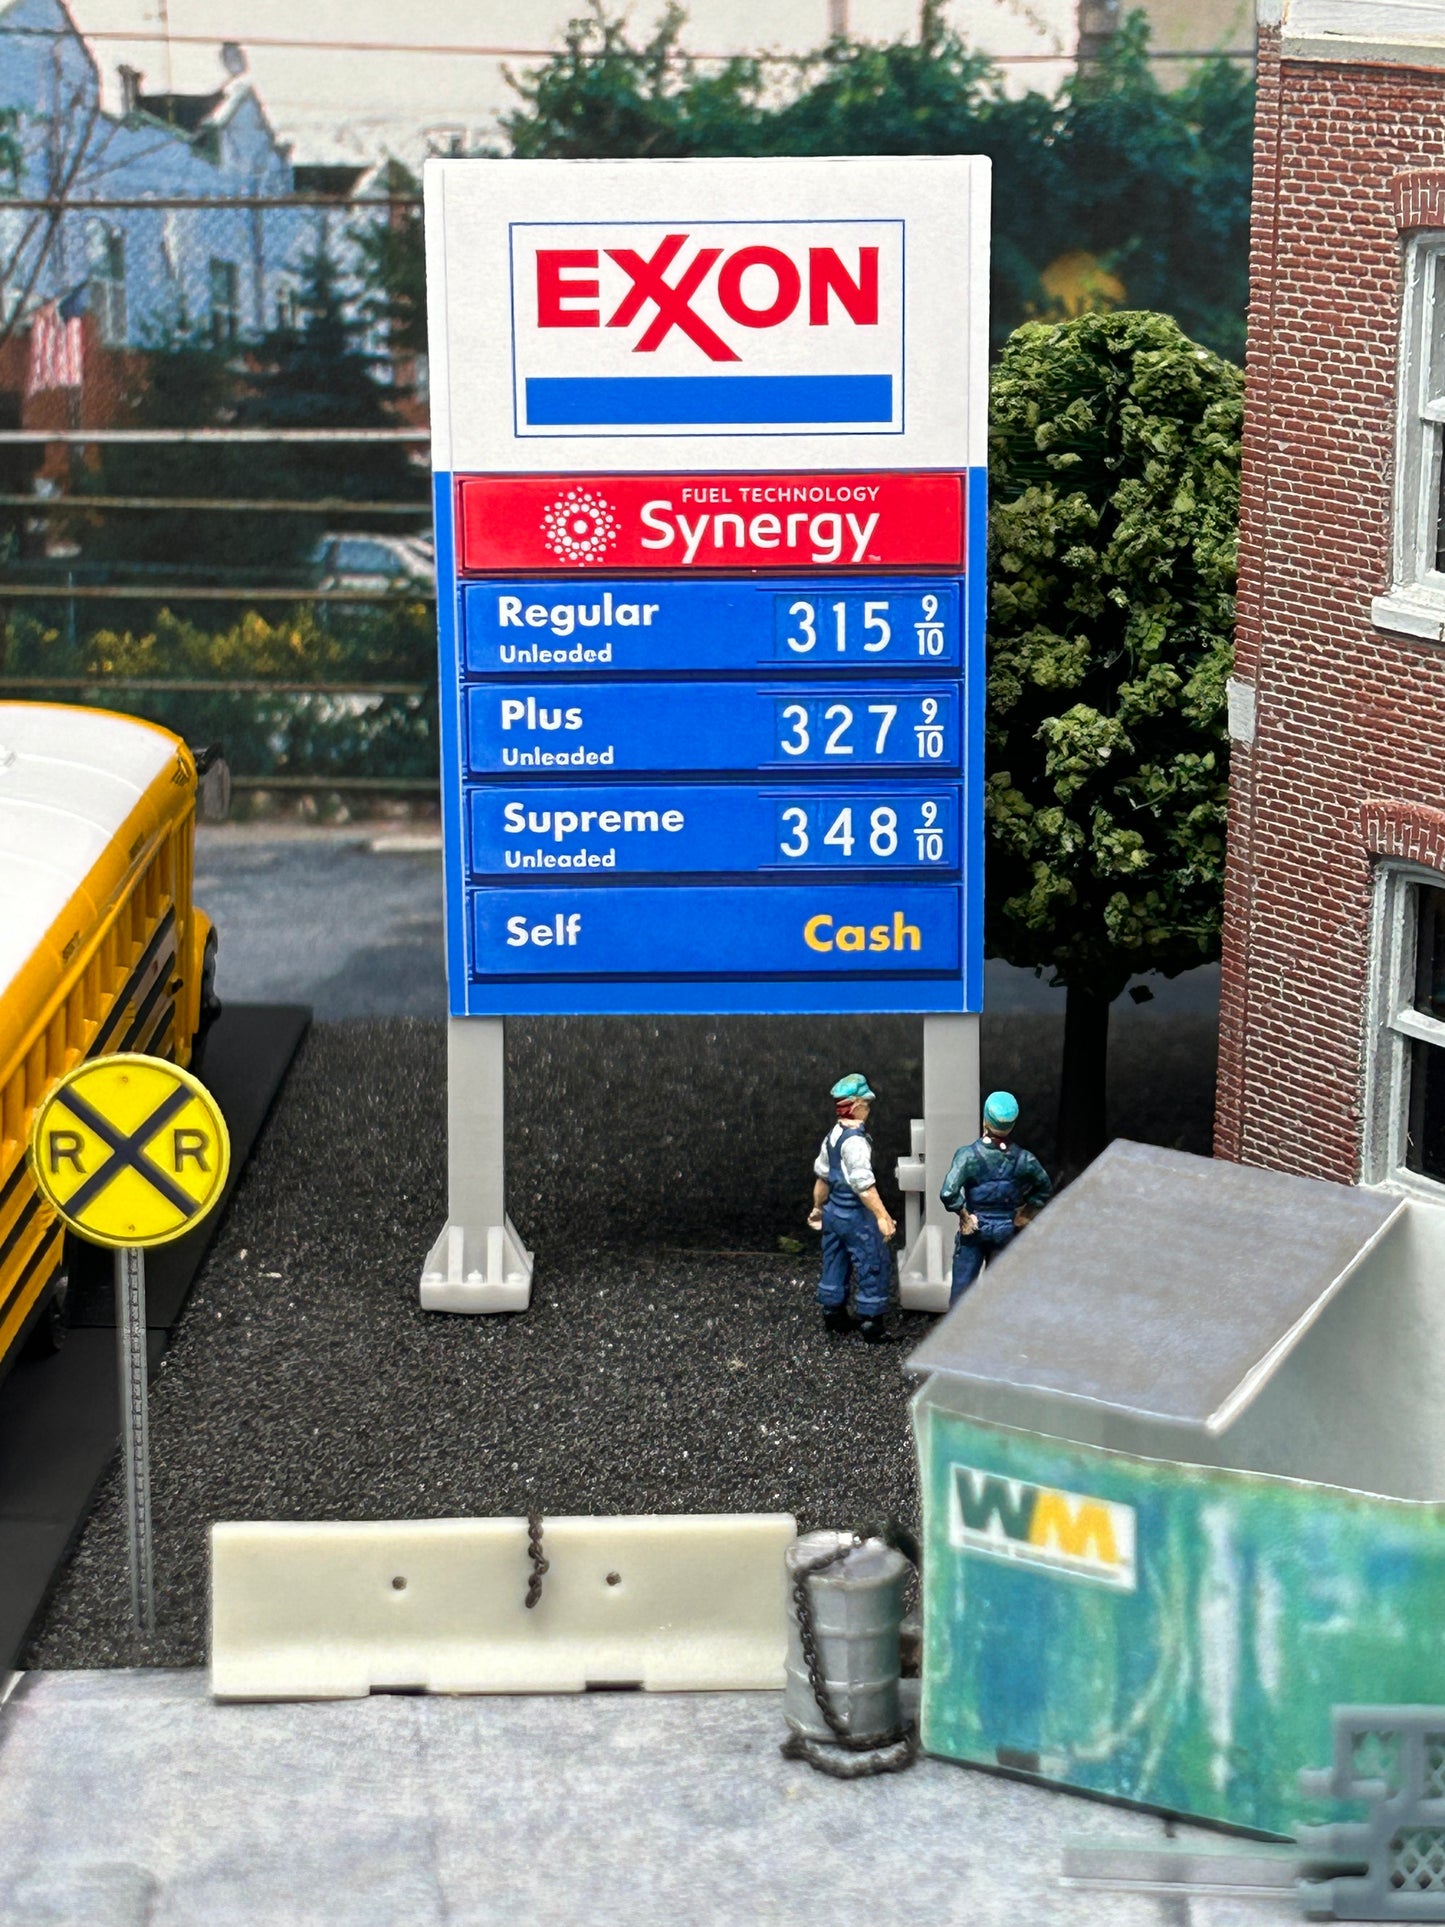 EXXON
FUEL TECHNOLOGY
Synergy
Regular 315 9/10
Unleaded
Plus 327 9/10
Unleaded
Supreme 348 9/10
Unleaded
Self Cash
R R
WM